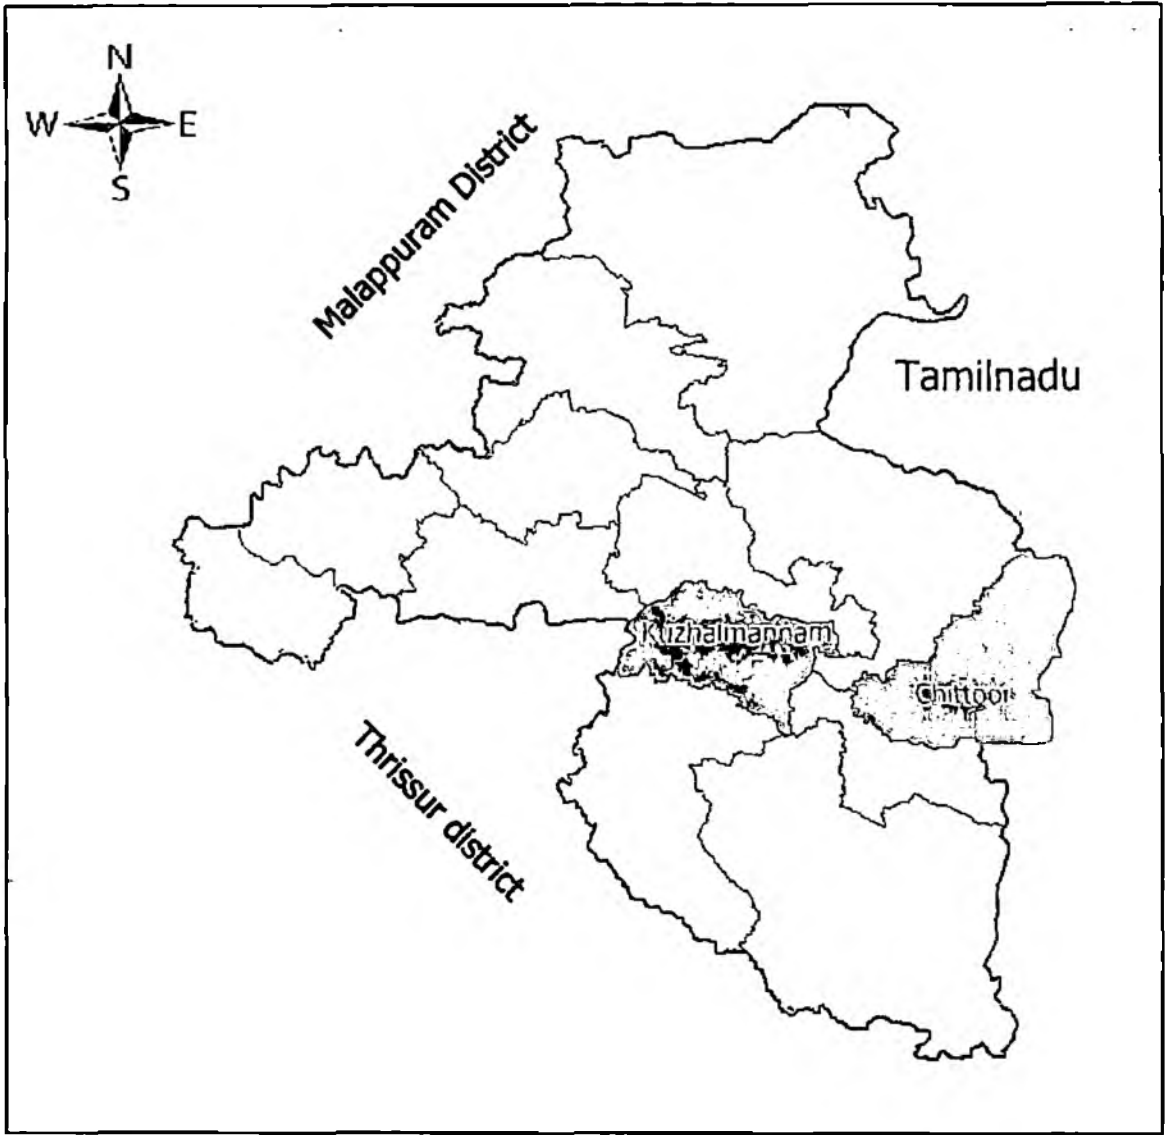 N
W E
S
Malappuram District
Tamilnadu
Kuzhalmannam
Chittoor
Thrissur district